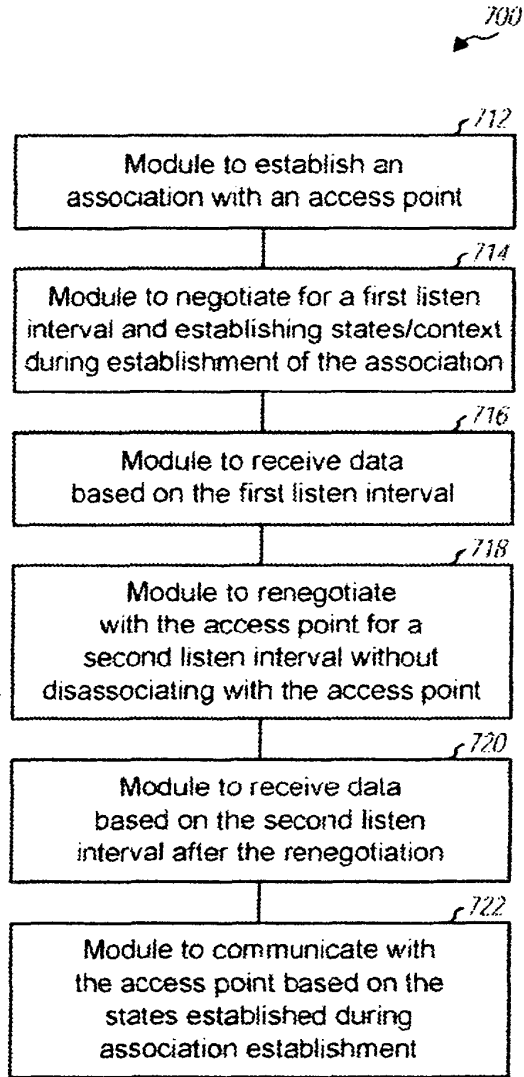 700
712
Module to establish an
association with an access point
714
Module to negotiate for a first listen
interval and establishing states/context
during establishment of the association
716
Module to receive data
based on the first listen interval
718
Module to renegotiate
with the access point for a
second listen interval without
disassociating with the access point
720
Module to receive data
based on the second listen
interval after the renegotiation
722
Module to communicate with
the access point based on the
states established during
association establishment